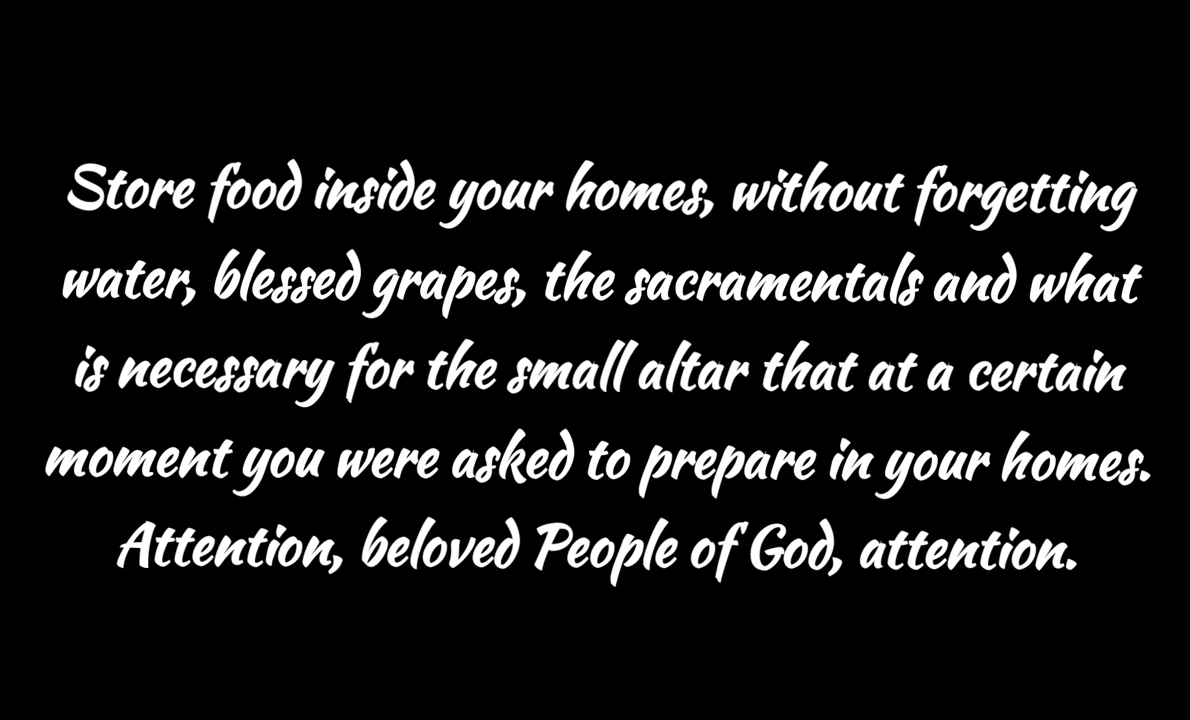 Store food inside your homes, without forgetting
water, blessed grapes, the sacramentals and what
is necessary for the small altar that at a certain
moment you were asked to prepare in your homes.
Attention, beloved People of God, attention.